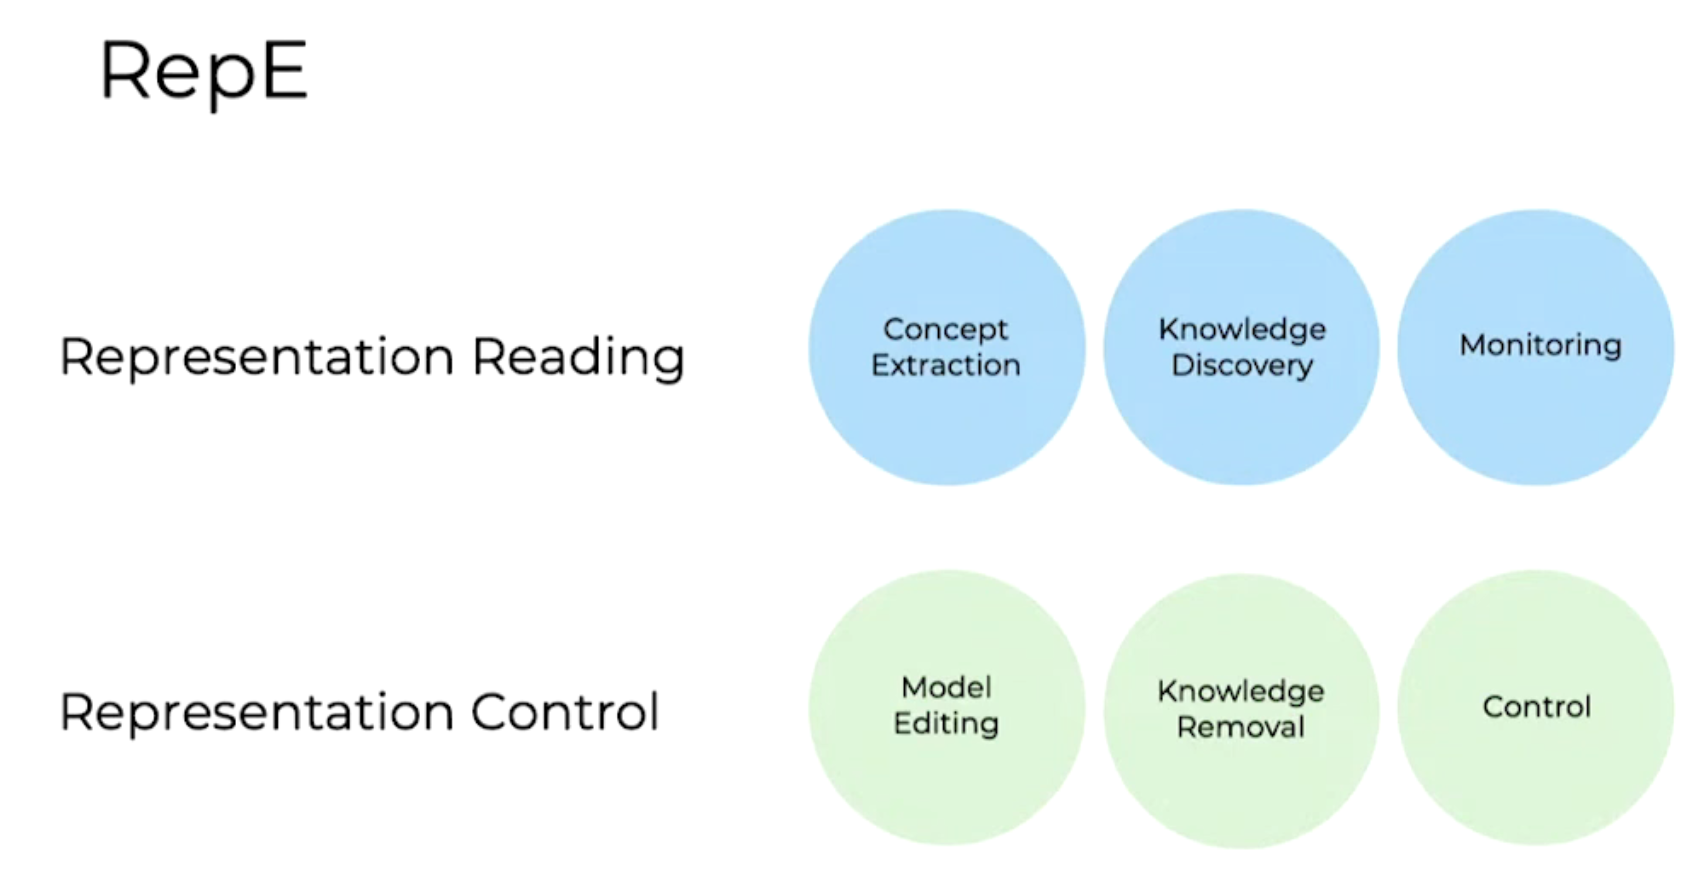 RepE
Representation Reading
Concept
Extraction
Knowledge
Discovery
Monitoring
Representation Control
Model
Editing
Knowledge
Removal
Control